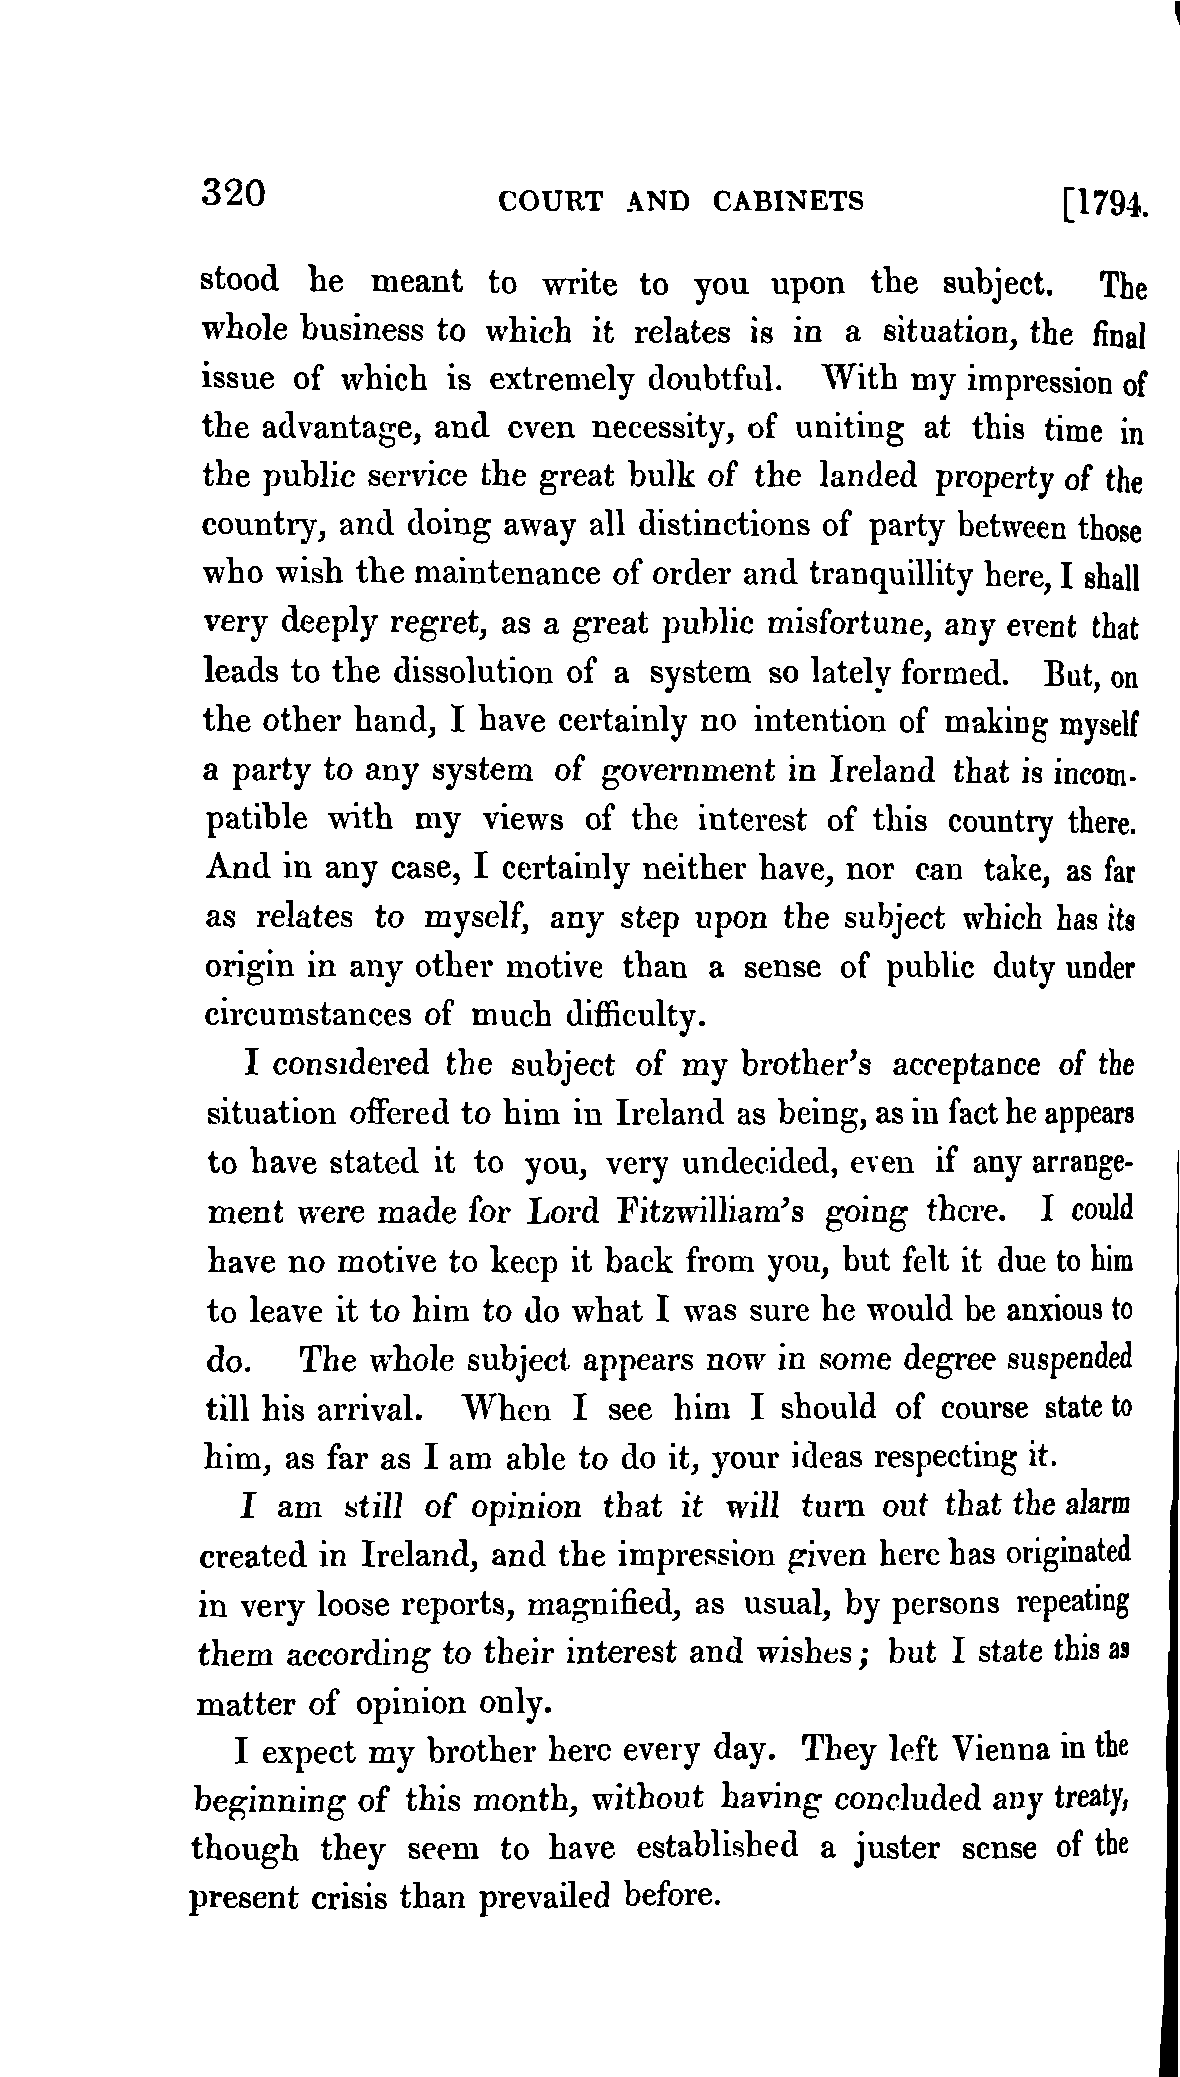 320 COURT AND CABINETS [1794.
stood he meant to write to you upon the subject. The
whole business to which it relates is in a situation, the final
issue of which is extremely doubtful. With my impression of
the advantage, and even necessity, of uniting at this time in
the public service the great bulk of the landed property of the
country, and doing away all distinctions of party between those
who wish the maintenance of order and tranquillity here, I shall
very deeply regret, as a great public misfortune, any event that
leads to the dissolution of a system so lately formed. But, on
the other hand, I have certainly no intention of making myself
a party to any system of government in Ireland that is incom-
patible with my views of the interest of this country there.
And in any case, I certainly neither have, nor can take, as far
as relates to myself, any step upon the subject which has its
origin in any other motive than a sense of public duty under
circumstances of much difficulty.
I considered the subject of my brother's acceptance of the
situation offered to him in Ireland as being, as in fact he appears
to have stated it to you, very undecided, even if any arrange-
ment were made for Lord Fitzwilliam's going there. I could
have no motive to keep it back from you, but felt it due to him
to leave it to him to do what I was sure he would be anxious to
do. The whole subject appears now in some degree suspended
till his arrival. When I see him I should of course state to
him, as far as I am able to do it, your ideas respecting it.
I am still of opinion that it will turn out that the alarm
created in Ireland, and the impression given here has originated
in very loose reports, magnified, as usual, by persons repeating
them according to their interest and wishes; but I state this as
matter of opinion only.
I expect my brother here every day. They left Vienna in the
beginning of this month, without having concluded any treaty,
though they seem to have established a juster sense of the
present crisis than prevailed before.